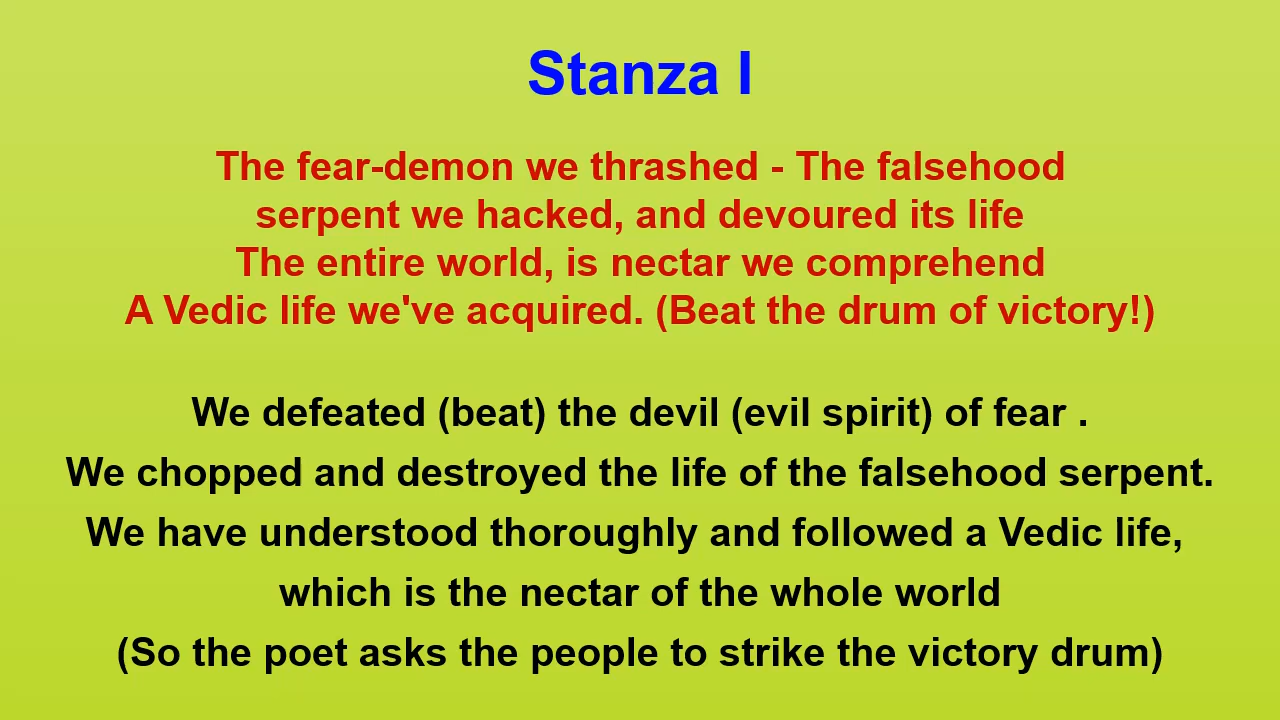 Stanza I
The fear-demon we thrashed - The falsehood
serpent we hacked, and devoured its life
The entire world, is nectar we comprehend
A Vedic life we've acquired. (Beat the drum of victory!)
We defeated (beat) the devil (evil spirit) of fear .
We chopped and destroyed the life of the falsehood serpent.
We have understood thoroughly and followed a Vedic life,
which is the nectar of the whole world
(So the poet asks the people to strike the victory drum)